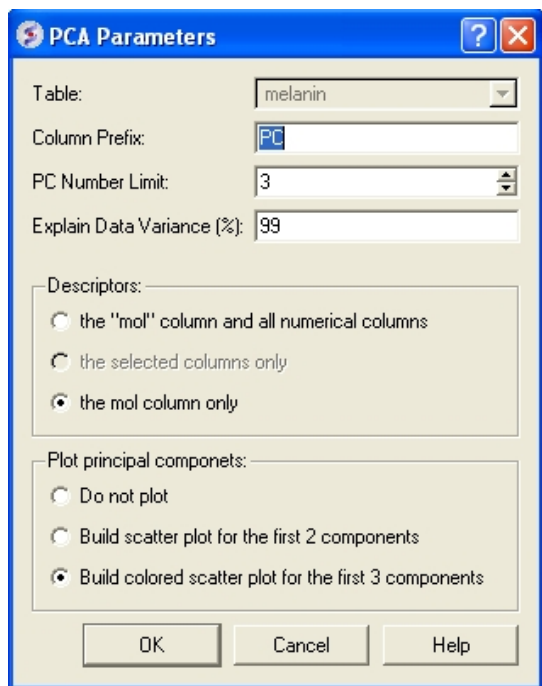 PCA Parameters
Table: melanin
Column Prefix: PC
PC Number Limit: 3
Explain Data Variance (%): 99
Descriptors:
the "mol" column and all numerical columns
the selected columns only
the mol column only
Plot principal componets:
Do not plot
Build scatter plot for the first 2 components
Build colored scatter plot for the first 3 components
OK Cancel Help